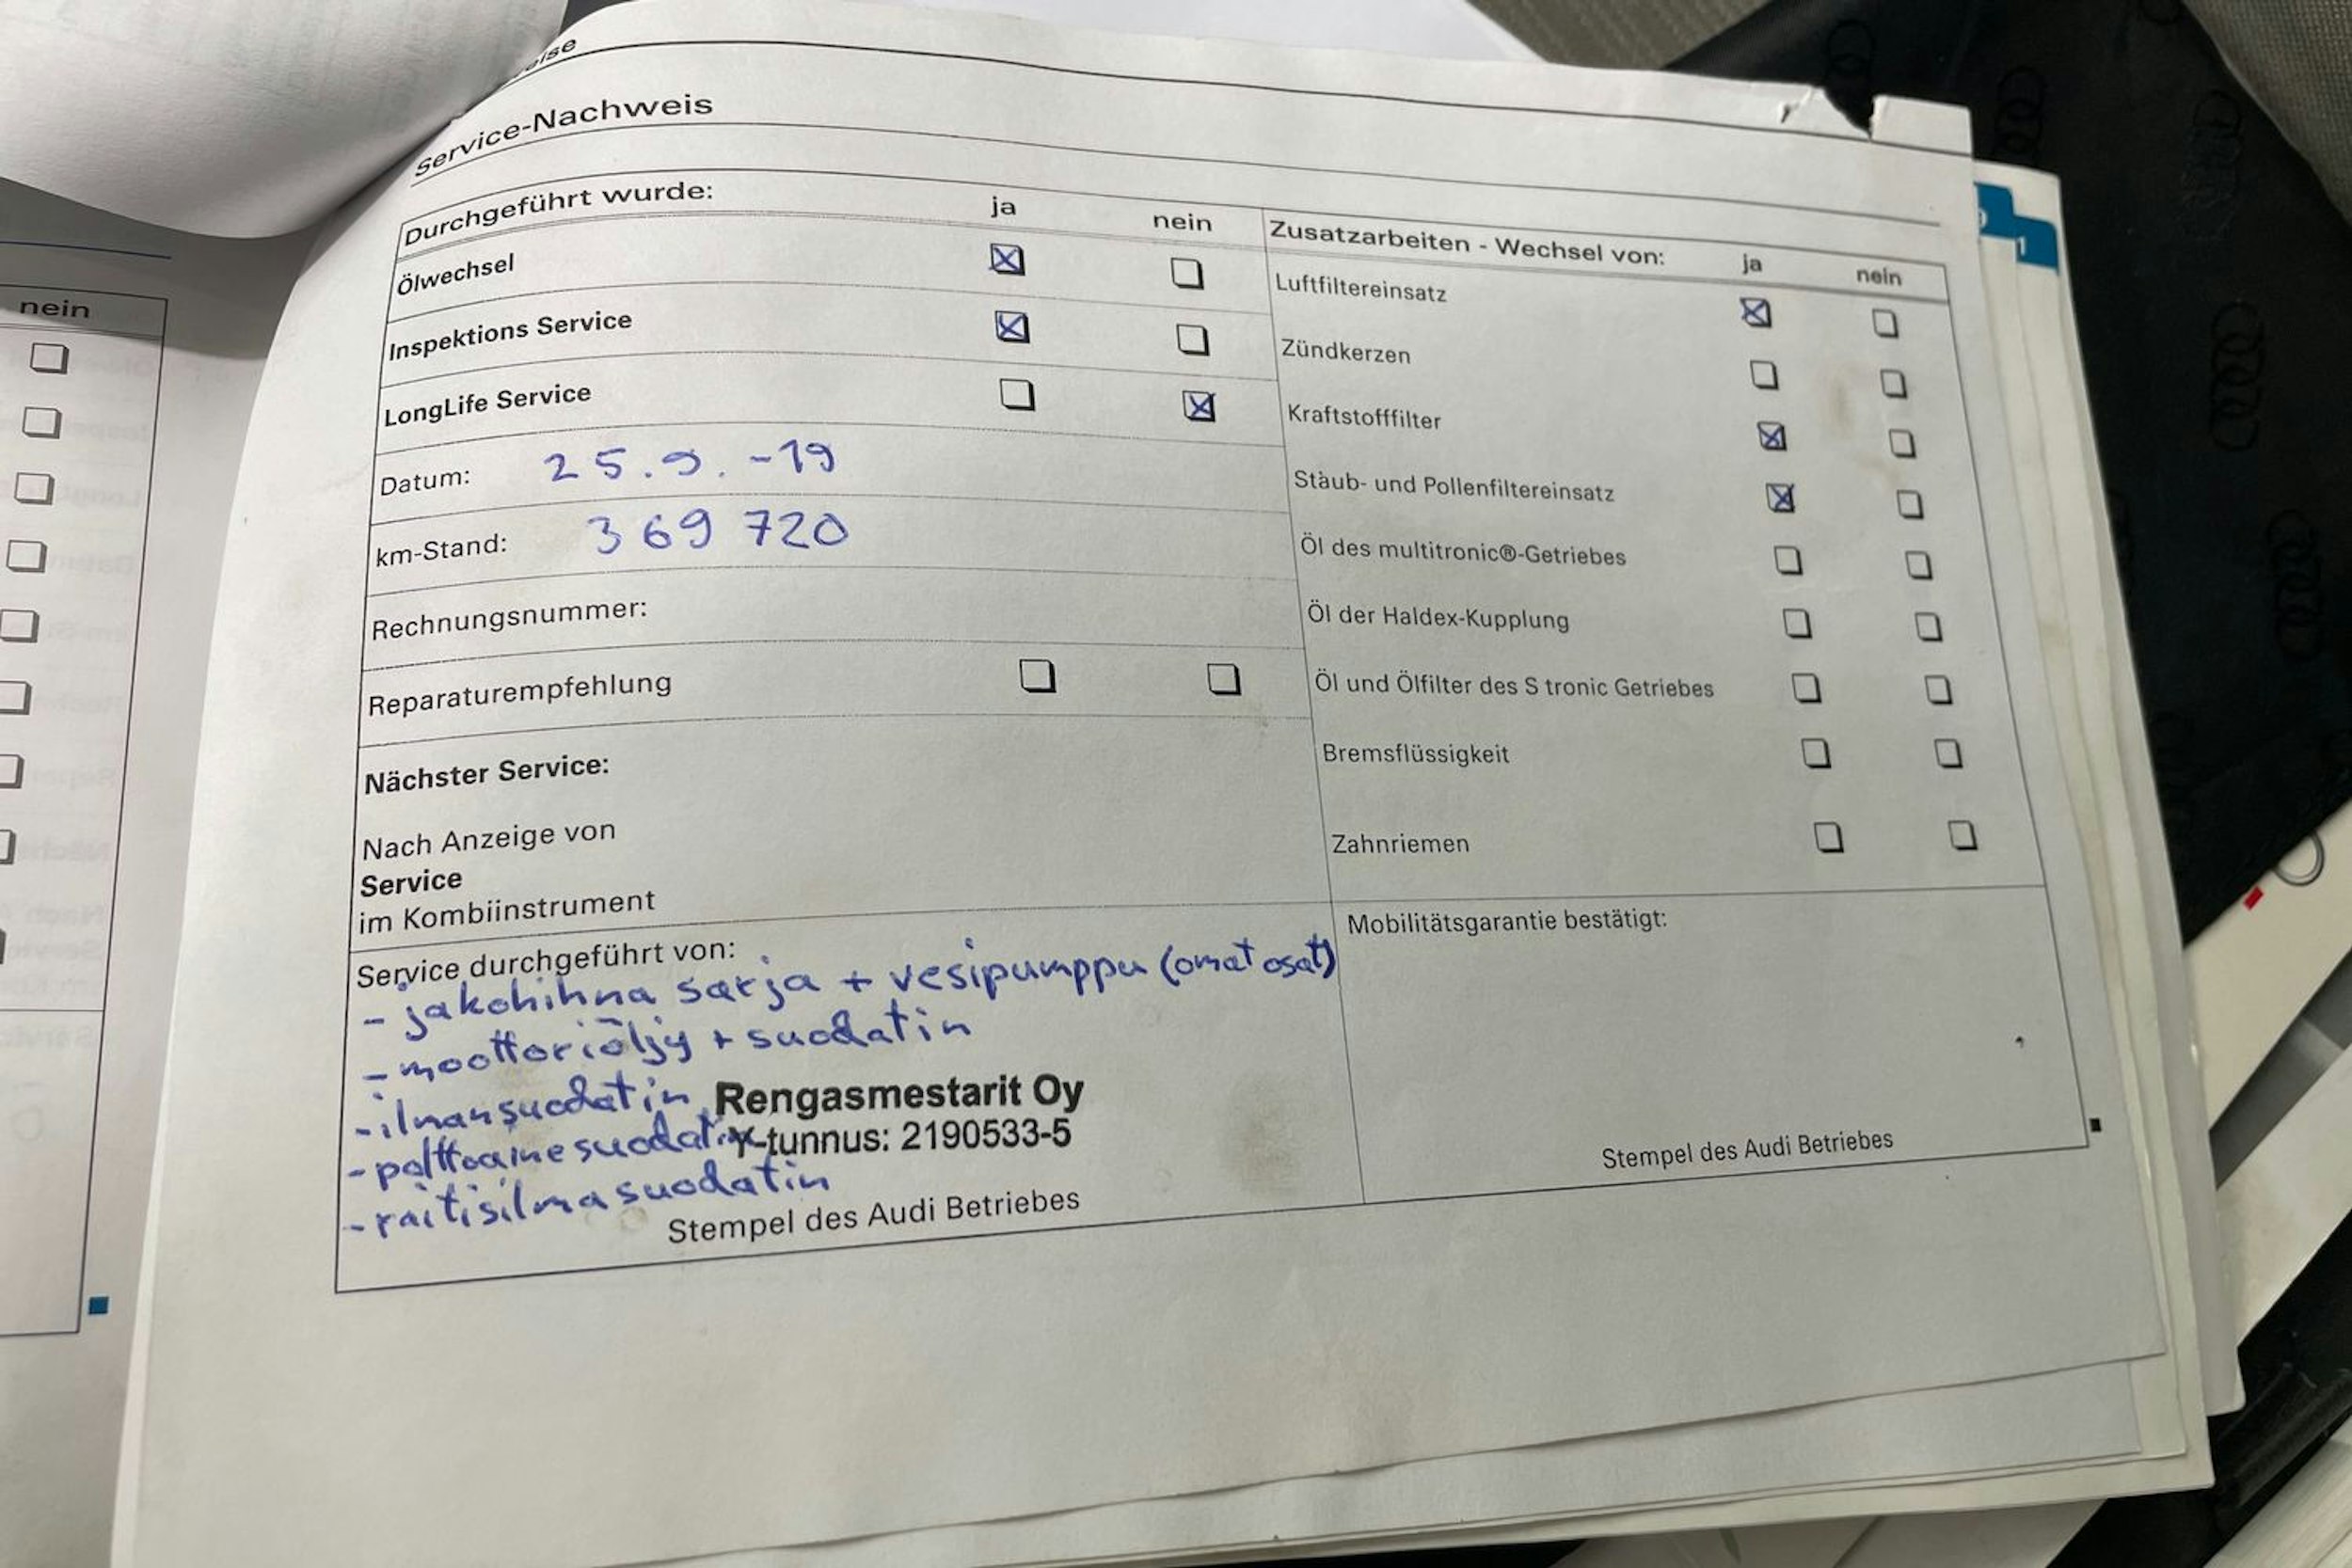 eise
Service-Nachweis
Durchgeführt wurde: ja nein
Ölwechsel
Inspektions Service
LongLife Service
Datum: 25.9.-19
km-Stand: 369 720
Rechnungsnummer:
Reparaturempfehlung
Nächster Service:
Nach Anzeige von
Service
im Kombiinstrument
Service durchgeführt von:
- jakohihna sarja + vesipumppu (omat osat)
- moottoriöljy + suodatin
- ilmansuodatin
- polttoainesuodatin
- raitisilmasuodatin
Rengasmestarit Oy
Y-tunnus: 2190533-5
Stempel des Audi Betriebes
Zusatzarbeiten - Wechsel von: ja nein
Luftfiltereinsatz
Zündkerzen
Kraftstofffilter
Staub- und Pollenfiltereinsatz
Öl des multitronic®-Getriebes
Öl der Haldex-Kupplung
Öl und Ölfilter des S tronic Getriebes
Bremsflüssigkeit
Zahnriemen
Mobilitätsgarantie bestätigt:
Stempel des Audi Betriebes
nein
1